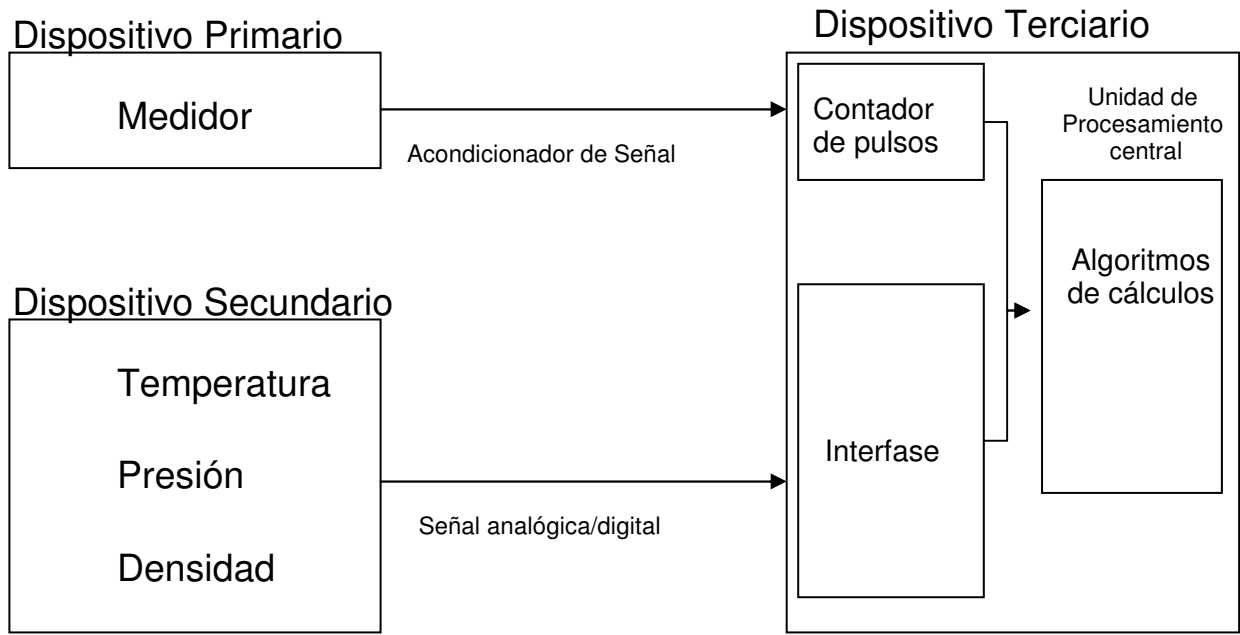 Dispositivo Primario
Medidor
Acondicionador de Señal
Dispositivo Secundario
Temperatura
Presión
Densidad
Señal analógica/digital
Dispositivo Terciario
Contador
de pulsos
Interfase
Unidad de
Procesamiento
central
Algoritmos
de cálculos